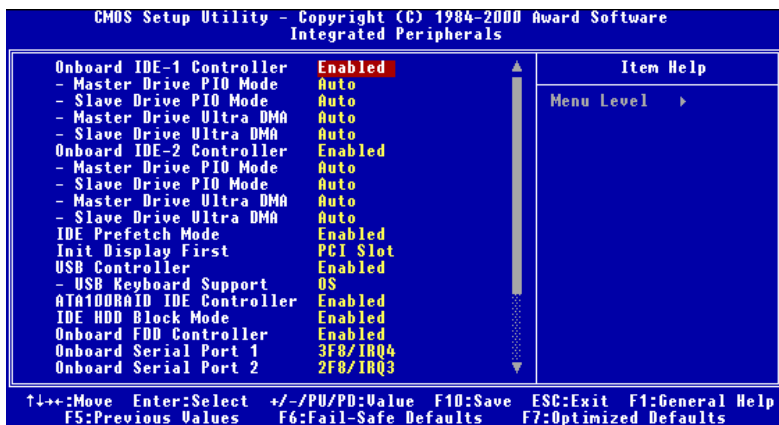 CMOS Setup Utility - Copyright (C) 1984-2000 Award Software
Integrated Peripherals
Onboard IDE-1 Controller Enabled
- Master Drive PIO Mode Auto
- Slave Drive PIO Mode Auto
- Master Drive Ultra DMA Auto
- Slave Drive Ultra DMA Auto
Onboard IDE-2 Controller Enabled
- Master Drive PIO Mode Auto
- Slave Drive PIO Mode Auto
- Master Drive Ultra DMA Auto
- Slave Drive Ultra DMA Auto
IDE Prefetch Mode Enabled
Init Display First PCI Slot
USB Controller Enabled
- USB Keyboard Support OS
ATA100RAID IDE Controller Enabled
IDE HDD Block Mode Enabled
Onboard FDD Controller Enabled
Onboard Serial Port 1 3F8/IRQ4
Onboard Serial Port 2 2F8/IRQ3
Item Help
Menu Level ▸
↑↓→←:Move Enter:Select +/-/PU/PD:Value F10:Save ESC:Exit F1:General Help
F5:Previous Values F6:Fail-Safe Defaults F7:Optimized Defaults